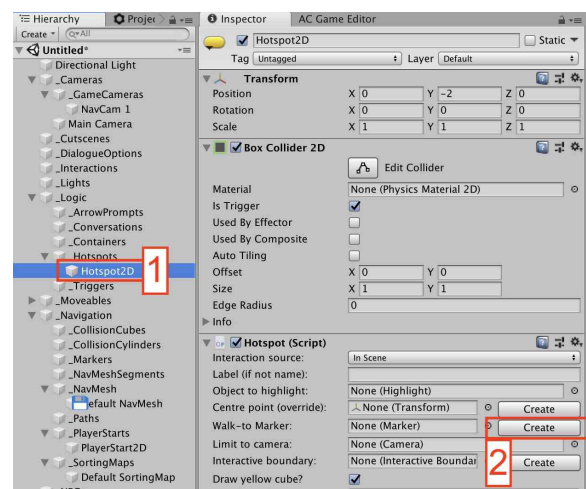 Hierarchy
Projec
Create
Q▾All
Untitled*
Directional Light
_Cameras
_GameCameras
NavCam 1
Main Camera
_Cutscenes
_DialogueOptions
_Interactions
_Lights
_Logic
_ArrowPrompts
_Conversations
_Containers
_Hotspots
Hotspot2D
1
_Triggers
_Moveables
_Navigation
_CollisionCubes
_CollisionCylinders
_Markers
_NavMeshSegments
_NavMesh
efault NavMesh
_Paths
_PlayerStarts
PlayerStart2D
_SortingMaps
Default SortingMap
Inspector AC Game Editor
Hotspot2D Static
Tag Untagged Layer Default
Transform
Position X 0 Y -2 Z 0
Rotation X 0 Y 0 Z 0
Scale X 1 Y 1 Z 1
Box Collider 2D
Edit Collider
Material None (Physics Material 2D)
Is Trigger
Used By Effector
Used By Composite
Auto Tiling
Offset X 0 Y 0
Size X 1 Y 1
Edge Radius 0
Info
Hotspot (Script)
Interaction source: In Scene
Label (if not name):
Object to highlight: None (Highlight)
Centre point (override): None (Transform) Create
Walk-to Marker: None (Marker) Create
Limit to camera: None (Camera)
2
Interactive boundary: None (Interactive Boundar Create
Draw yellow cube?